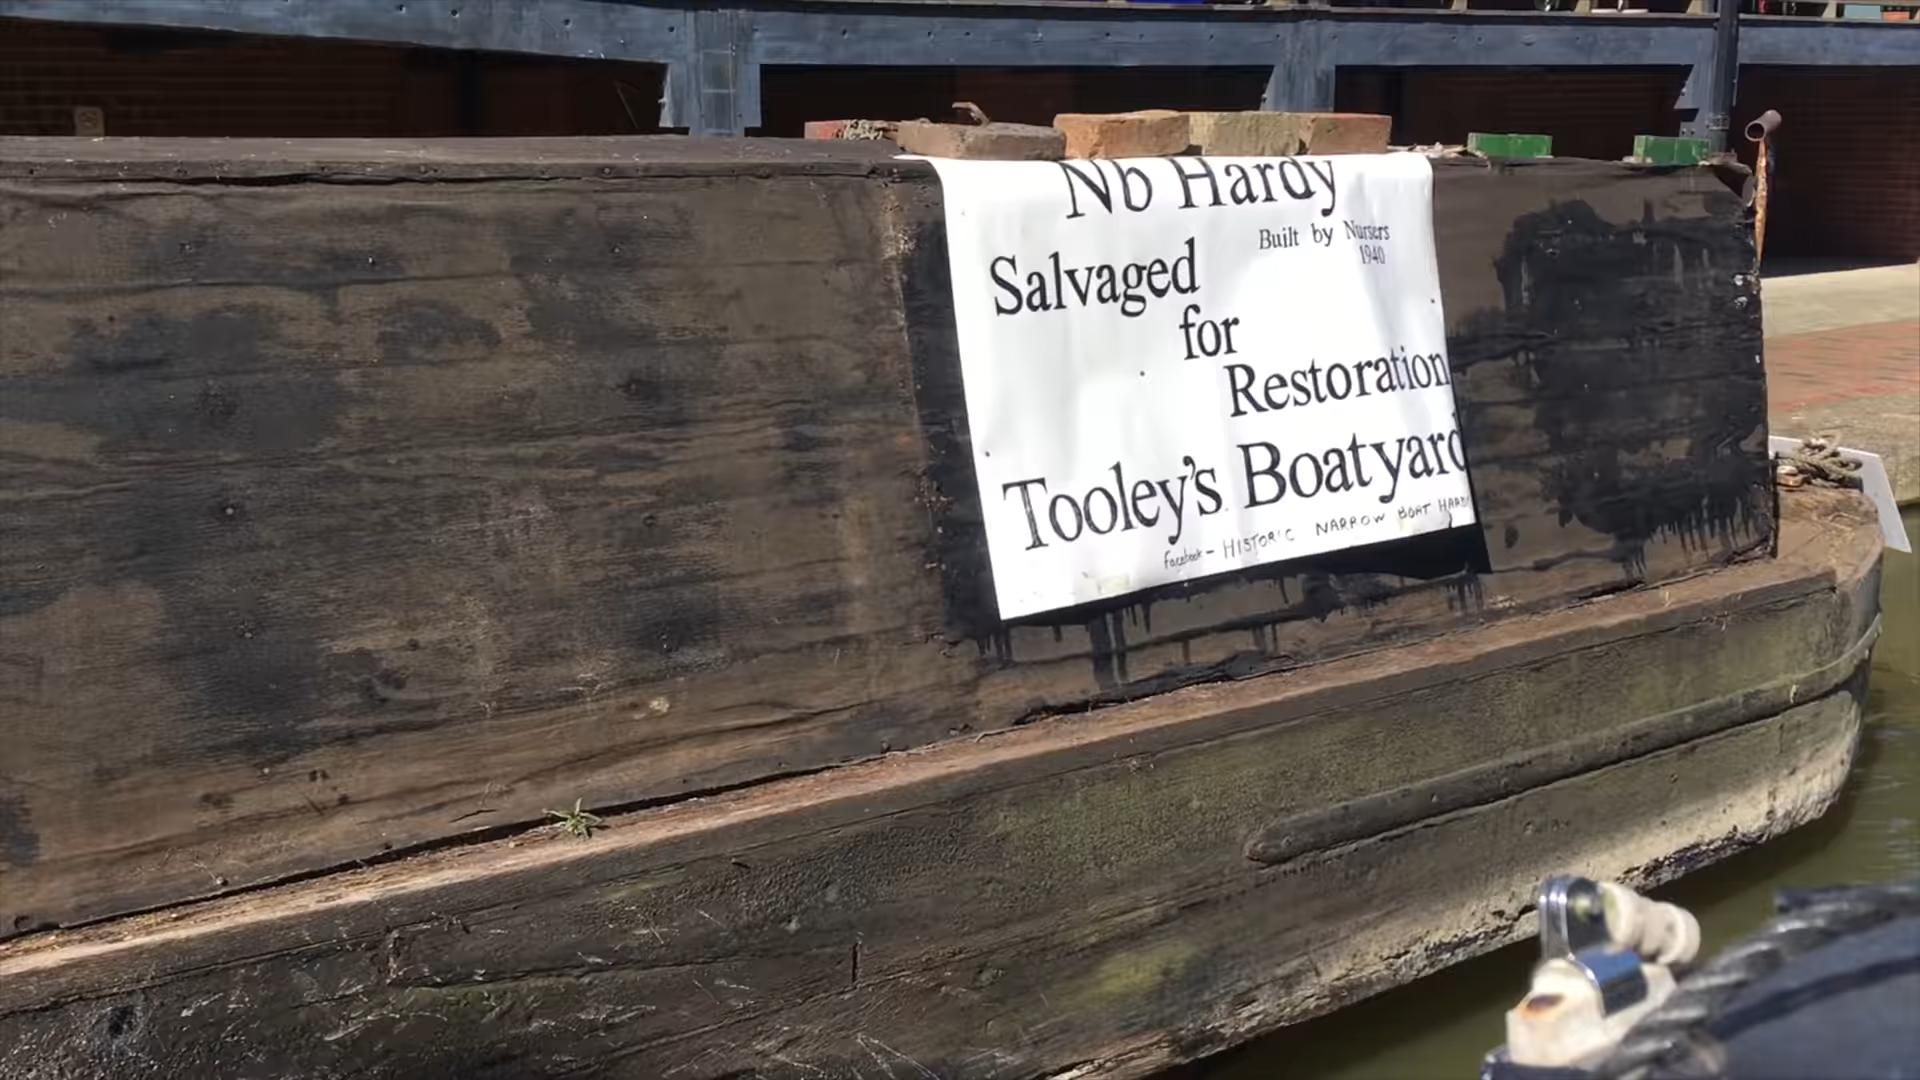 Nb Hardy
Built by Nursers
1940
Salvaged
for
Restoration
Tooley's Boatyard
Facebook - HISTORIC NARROW BOAT HARDY